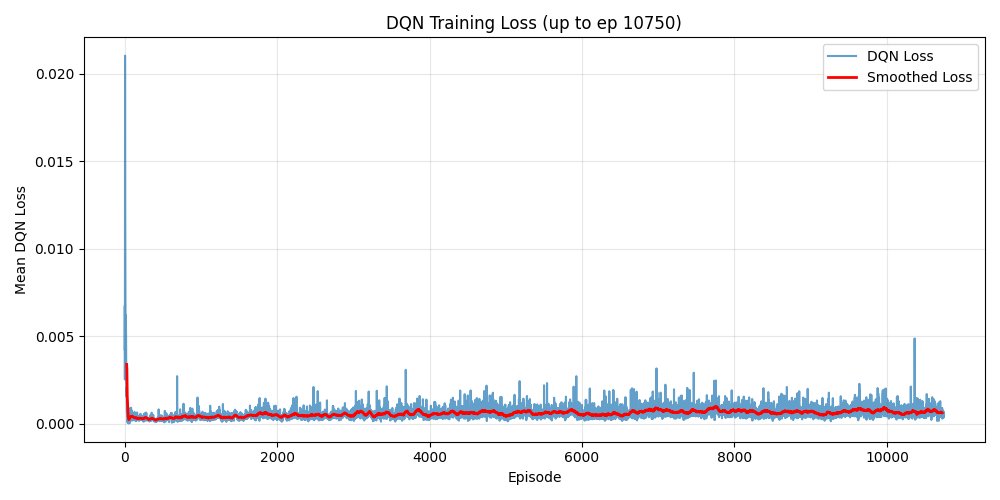 DQN Training Loss (up to ep 10750)
DQN Loss
Smoothed Loss
0.020
0.015
0.010
0.005
0.000
Mean DQN Loss
0 2000 4000 6000 8000 10000
Episode